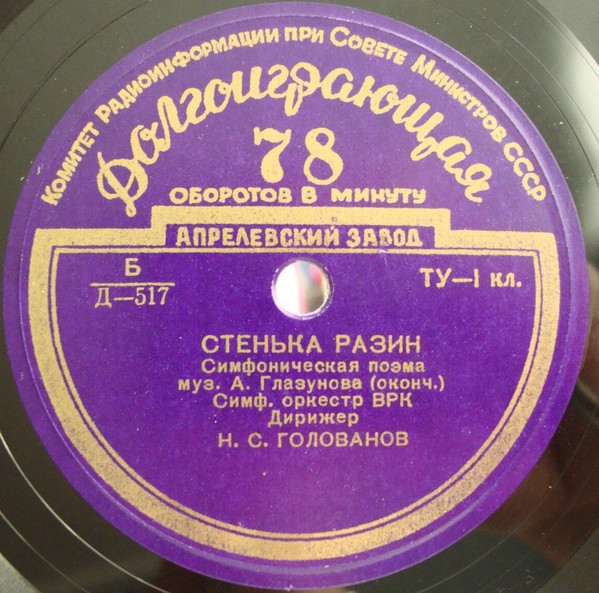 Комитет Радиоинформации при Совете Министров СССР
Долгоиграющая
78
ОБОРОТОВ В МИНУТУ
АПРЕЛЕВСКИЙ ЗАВОД
Б
Д—517
ТУ—I кл.
СТЕНЬКА РАЗИН
Симфоническая поэма
муз. А. Глазунова (оконч.)
Симф. оркестр ВРК
Дирижер
Н. С. ГОЛОВАНОВ